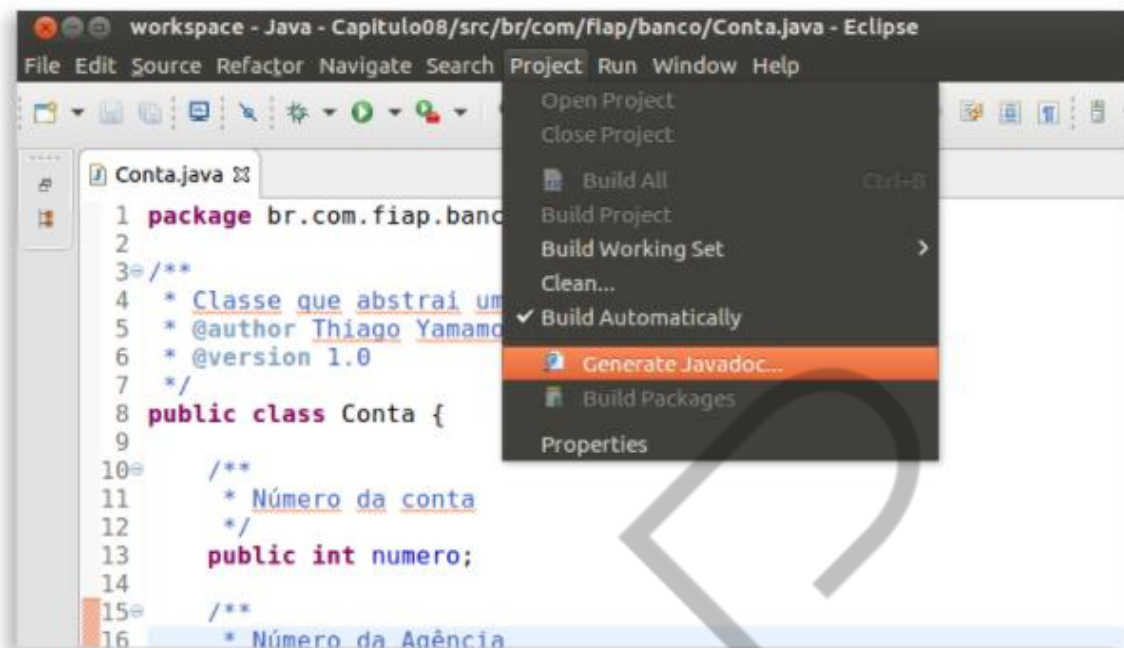 workspace - Java - Capitulo08/src/br/com/fiap/banco/Conta.java - Eclipse
File Edit Source Refactor Navigate Search Project Run Window Help
Open Project
Close Project
Build All Ctrl+B
Build Project
Build Working Set
Clean...
Build Automatically
Generate Javadoc...
Build Packages
Properties
Conta.java
1 package br.com.fiap.banc
2
3 /**
4 * Classe que abstrai um
5 * @author Thiago Yamamo
6 * @version 1.0
7 */
8 public class Conta {
9
10 /**
11 * Número da conta
12 */
13 public int numero;
14
15 /**
16 * Número da Agência